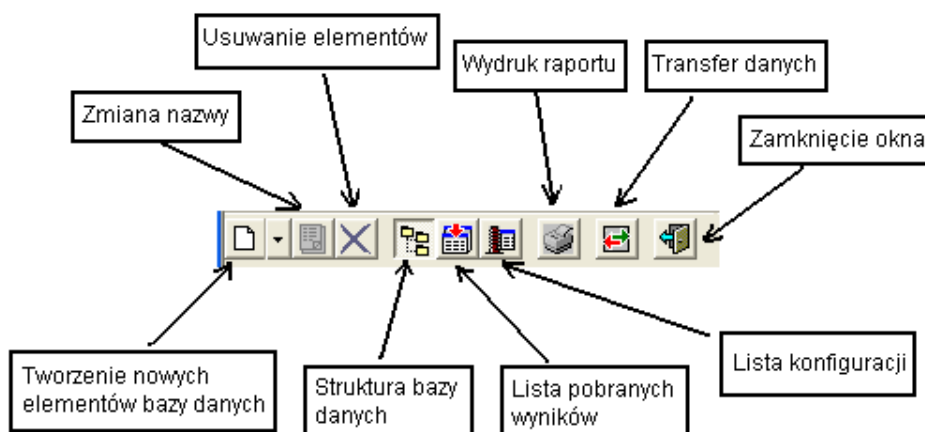 Usuwanie elementów
Wydruk raportu
Transfer danych
Zmiana nazwy
Zamknięcie okna
Tworzenie nowych
elementów bazy danych
Struktura bazy
danych
Lista pobranych
wyników
Lista konfiguracji